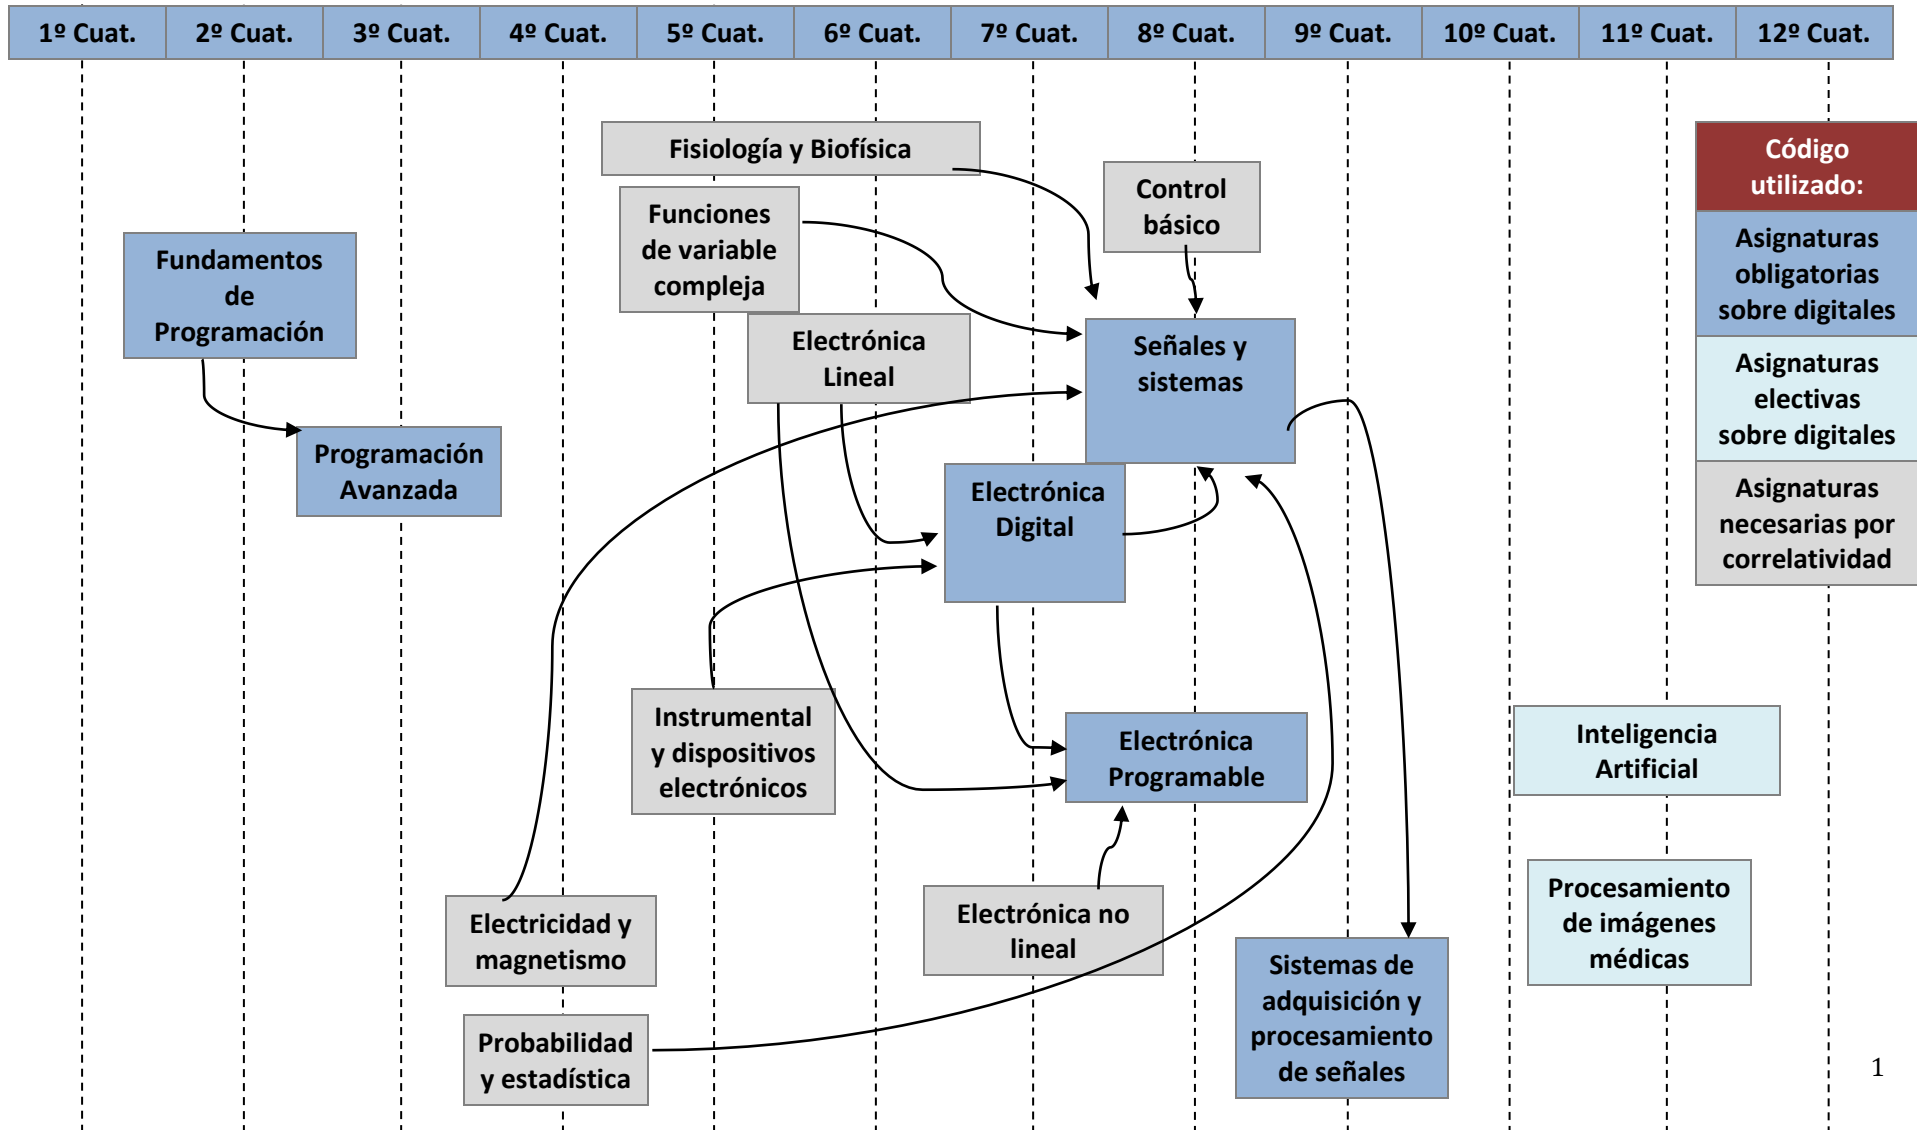 1º Cuat. 2º Cuat. 3º Cuat. 4º Cuat. 5º Cuat. 6º Cuat. 7º Cuat. 8º Cuat. 9º Cuat. 10º Cuat. 11º Cuat. 12º Cuat.
Fisiología y Biofísica
Funciones
de variable
compleja
Control
básico
Fundamentos
de
Programación
Electrónica
Lineal
Señales y
sistemas
Programación
Avanzada
Electrónica
Digital
Instrumental
y dispositivos
electrónicos
Electrónica
Programable
Inteligencia
Artificial
Electricidad y
magnetismo
Electrónica no
lineal
Procesamiento
de imágenes
médicas
Probabilidad
y estadística
Sistemas de
adquisición y
procesamiento
de señales
Código
utilizado:
Asignaturas
obligatorias
sobre digitales
Asignaturas
electivas
sobre digitales
Asignaturas
necesarias por
correlatividad
1